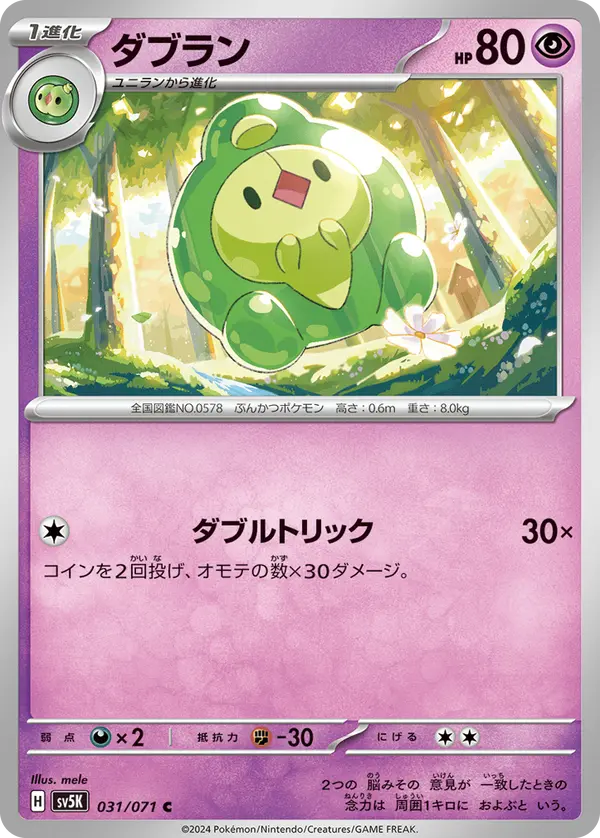 1進化
ダブラン
HP 80
ユニランから進化
全国図鑑NO.0578 ぶんかつポケモン 高さ:0.6m 重さ:8.0kg
ダブルトリック 30×
コインを2回投げ、オモテの数×30ダメージ。
弱点 ×2 抵抗力 -30 にげる
Illus. mele
H sv5K 031/071 C
2つの 脳みその 意見が 一致したときの
念力は 周囲1キロに およぶと いう。
©2024 Pokémon/Nintendo/Creatures/GAME FREAK.